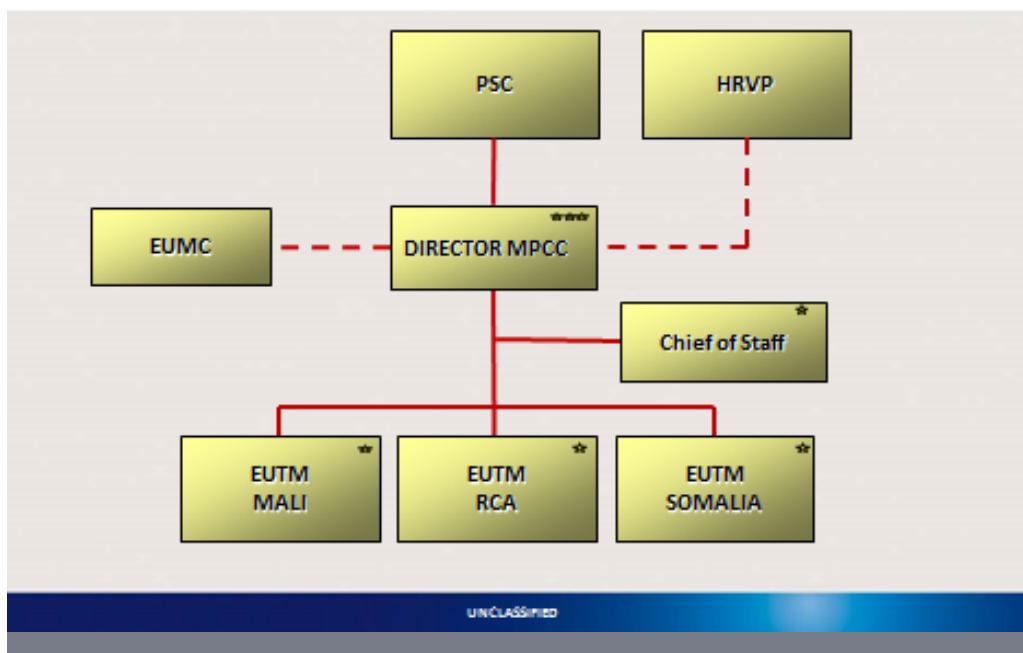 PSC
HRVP
EUMC
DIRECTOR MPCC
Chief of Staff
EUTM
MALI
EUTM
RCA
EUTM
SOMALIA
UNCLASSIFIED